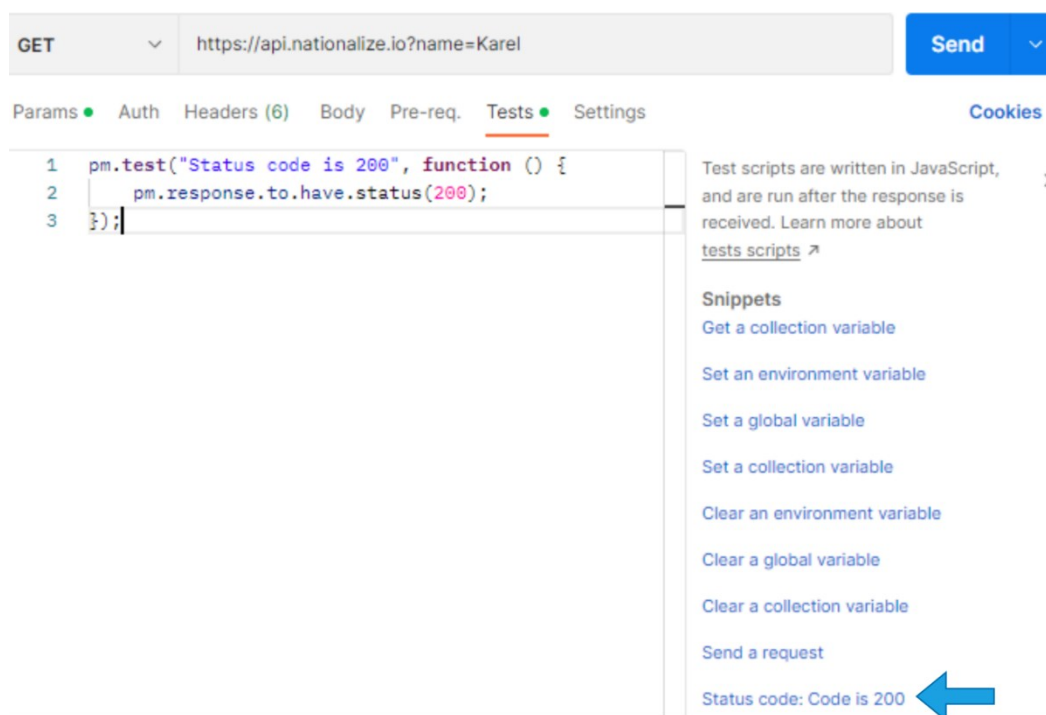 GET
https://api.nationalize.io?name=Karel
Send
Params Auth Headers (6) Body Pre-req. Tests Settings Cookies
1 pm.test("Status code is 200", function () {
2 pm.response.to.have.status(200);
3 });
Test scripts are written in JavaScript,
and are run after the response is
received. Learn more about
tests scripts ↗
Snippets
Get a collection variable
Set an environment variable
Set a global variable
Set a collection variable
Clear an environment variable
Clear a global variable
Clear a collection variable
Send a request
Status code: Code is 200